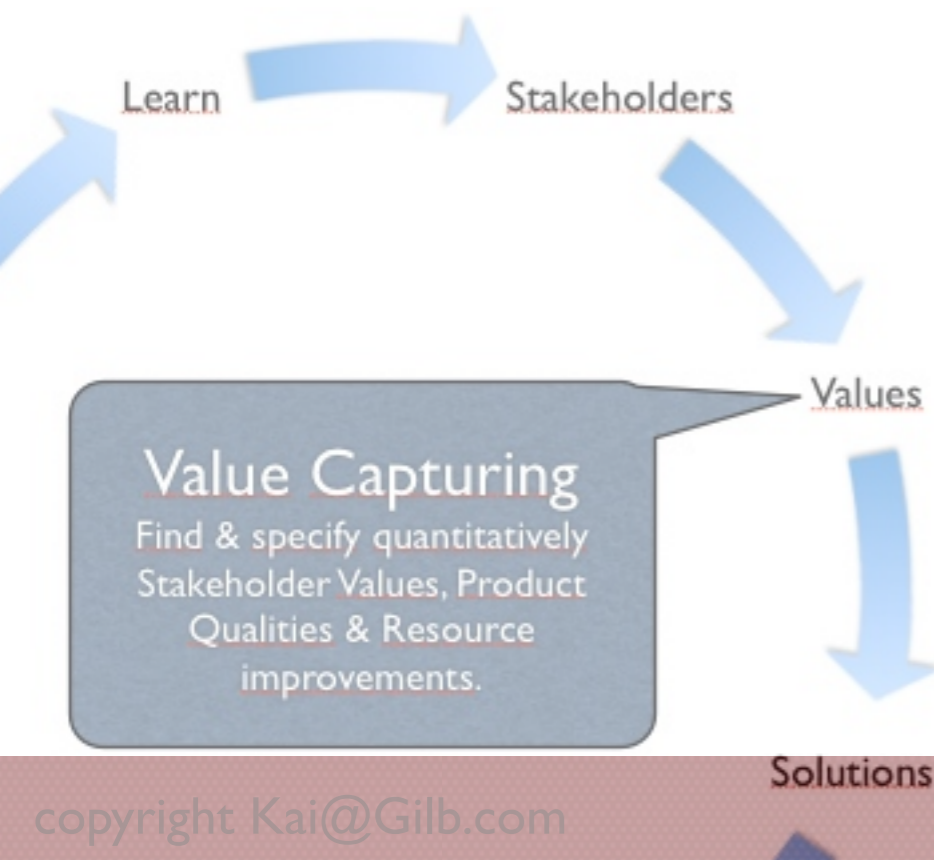 Learn
Stakeholders
Values
Value Capturing
Find & specify quantitatively
Stakeholder Values, Product
Qualities & Resource
improvements.
Solutions
copyright Kai@Gilb.com